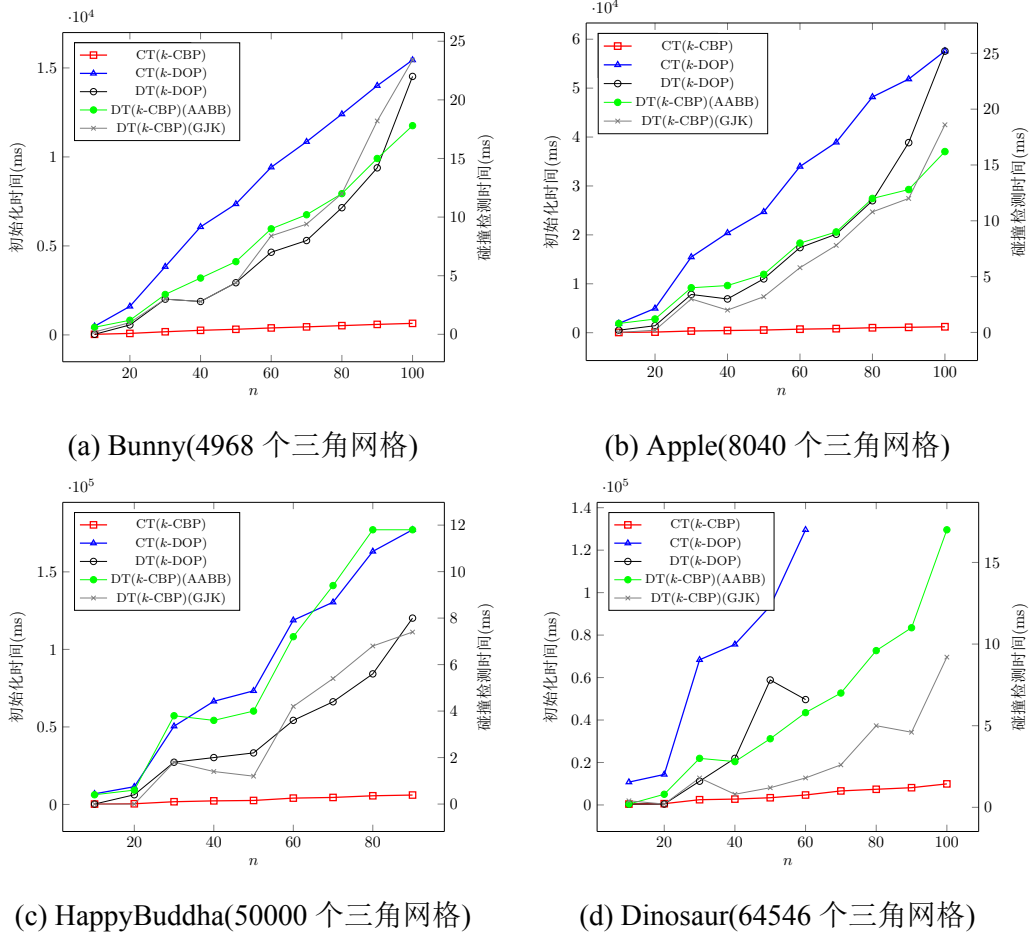 ·10⁴
CT(k-CBP)
CT(k-DOP)
DT(k-DOP)
DT(k-CBP)(AABB)
DT(k-CBP)(GJK)
初始化时间(ms)
碰撞检测时间(ms)
1.5
1
0.5
0
25
20
15
10
5
0
20 40 60 80 100
n
(a) Bunny(4968 个三角网格)
·10⁴
CT(k-CBP)
CT(k-DOP)
DT(k-DOP)
DT(k-CBP)(AABB)
DT(k-CBP)(GJK)
初始化时间(ms)
碰撞检测时间(ms)
6
5
4
3
2
1
0
25
20
15
10
5
0
20 40 60 80 100
n
(b) Apple(8040 个三角网格)
·10⁵
CT(k-CBP)
CT(k-DOP)
DT(k-DOP)
DT(k-CBP)(AABB)
DT(k-CBP)(GJK)
初始化时间(ms)
碰撞检测时间(ms)
1.5
1
0.5
0
12
10
8
6
4
2
0
20 40 60 80
n
(c) HappyBuddha(50000 个三角网格)
·10⁵
CT(k-CBP)
CT(k-DOP)
DT(k-DOP)
DT(k-CBP)(AABB)
DT(k-CBP)(GJK)
初始化时间(ms)
碰撞检测时间(ms)
1.4
1.2
1
0.8
0.6
0.4
0.2
0
15
10
5
0
20 40 60 80 100
n
(d) Dinosaur(64546 个三角网格)